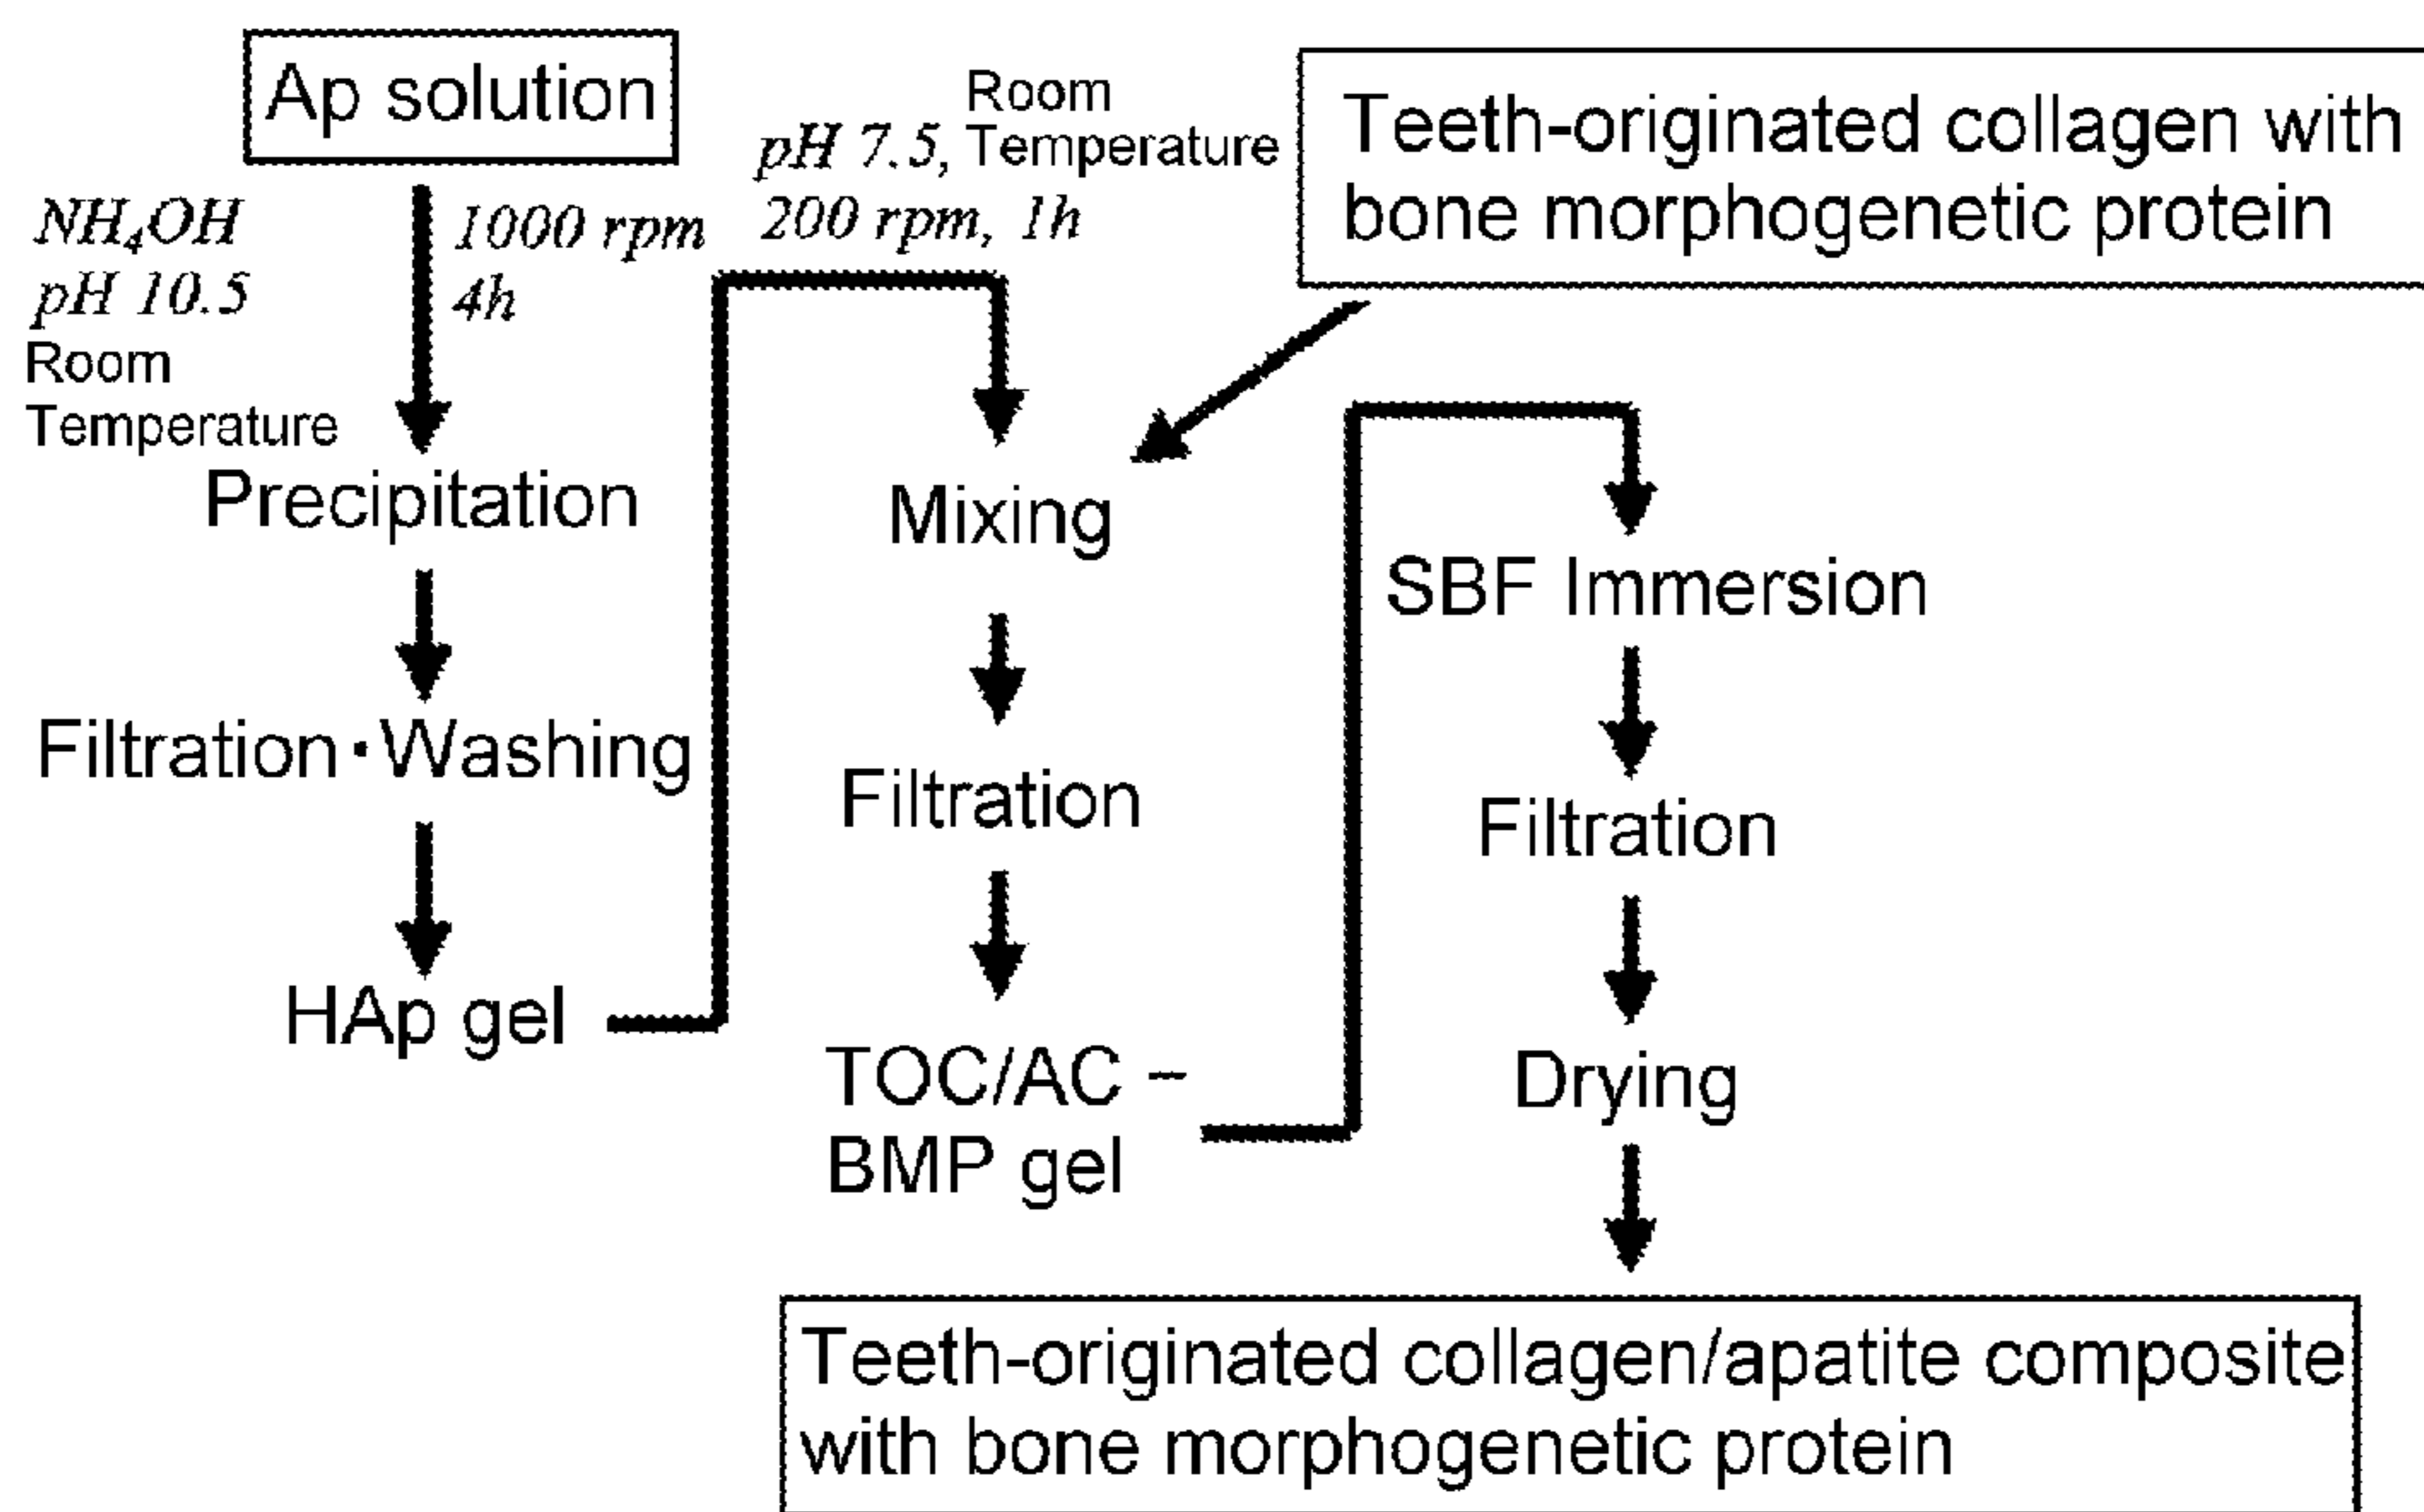 Ap solution
NH₄OH
pH 10.5
Room
Temperature
1000 rpm
4h
Precipitation
Filtration·Washing
HAp gel
Room
pH 7.5, Temperature
200 rpm, 1h
Teeth-originated collagen with
bone morphogenetic protein
Mixing
Filtration
TOC/AC -
BMP gel
SBF Immersion
Filtration
Drying
Teeth-originated collagen/apatite composite
with bone morphogenetic protein